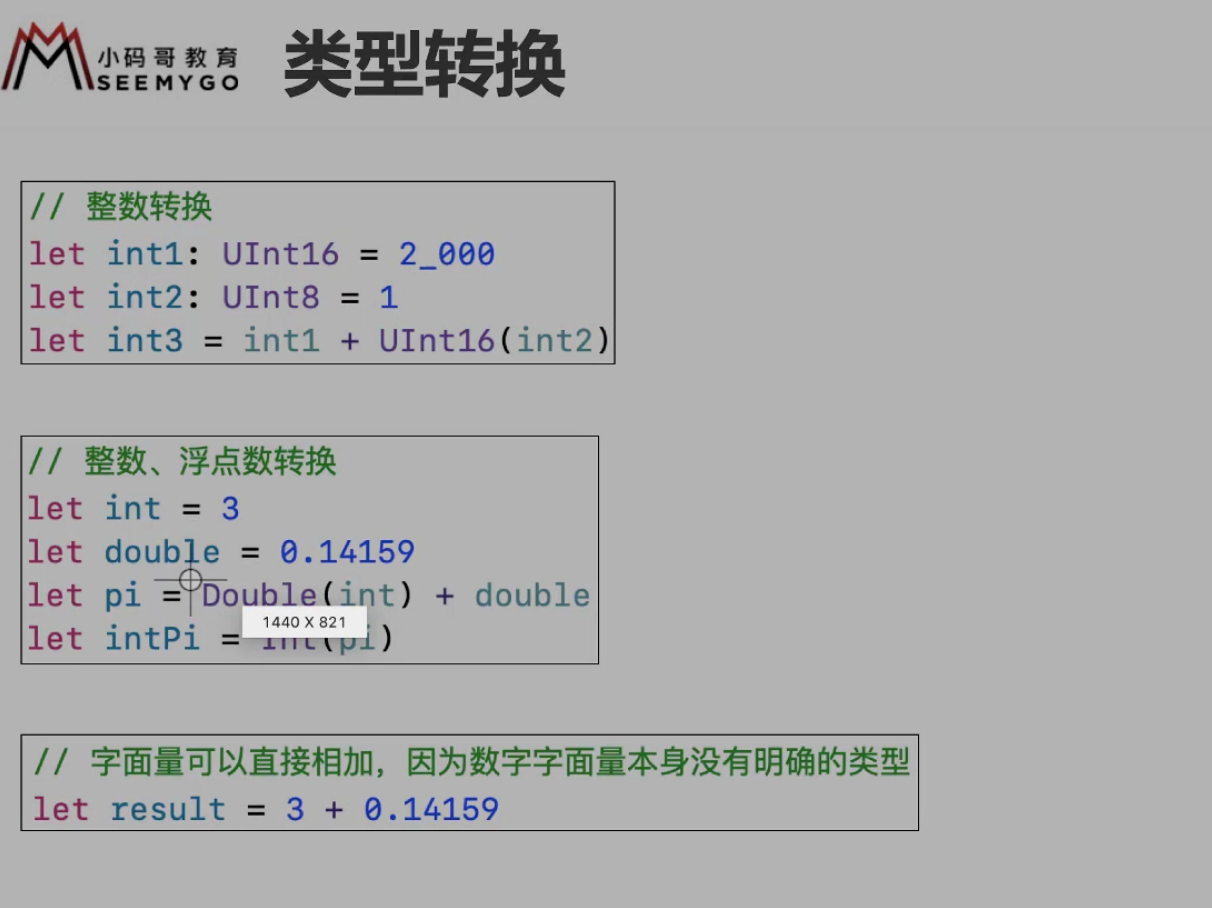 小码哥教育
SEEMYGO
类型转换
// 整数转换
let int1: UInt16 = 2_000
let int2: UInt8 = 1
let int3 = int1 + UInt16(int2)
// 整数、浮点数转换
let int = 3
let double = 0.14159
let pi = Double(int) + double
1440 X 821
let intPi = Int(pi)
// 字面量可以直接相加，因为数字字面量本身没有明确的类型
let result = 3 + 0.14159